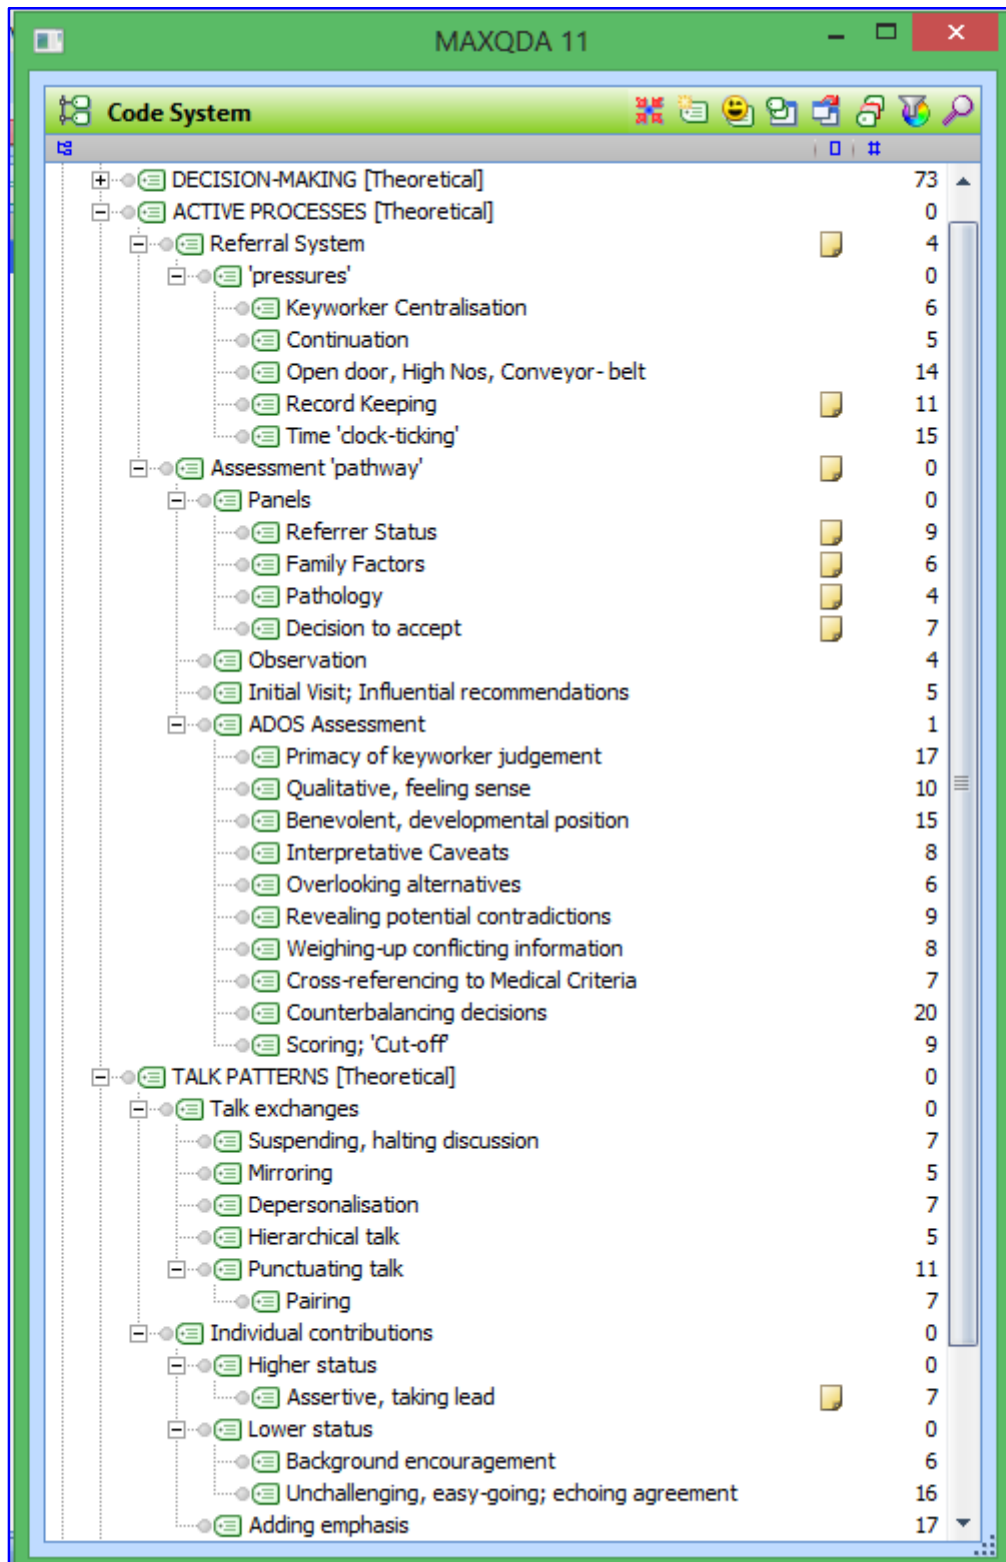 MAXQDA 11
Code System
#
DECISION-MAKING [Theoretical] 73
ACTIVE PROCESSES [Theoretical] 0
Referral System 4
'pressures' 0
Keyworker Centralisation 6
Continuation 5
Open door, High Nos, Conveyor- belt 14
Record Keeping 11
Time 'clock-ticking' 15
Assessment 'pathway' 0
Panels 0
Referrer Status 9
Family Factors 6
Pathology 4
Decision to accept 7
Observation 4
Initial Visit; Influential recommendations 5
ADOS Assessment 1
Primacy of keyworker judgement 17
Qualitative, feeling sense 10
Benevolent, developmental position 15
Interpretative Caveats 8
Overlooking alternatives 6
Revealing potential contradictions 9
Weighing-up conflicting information 8
Cross-referencing to Medical Criteria 7
Counterbalancing decisions 20
Scoring; 'Cut-off' 9
TALK PATTERNS [Theoretical] 0
Talk exchanges 0
Suspending, halting discussion 7
Mirroring 5
Depersonalisation 7
Hierarchical talk 5
Punctuating talk 11
Pairing 7
Individual contributions 0
Higher status 0
Assertive, taking lead 7
Lower status 0
Background encouragement 6
Unchallenging, easy-going; echoing agreement 16
Adding emphasis 17